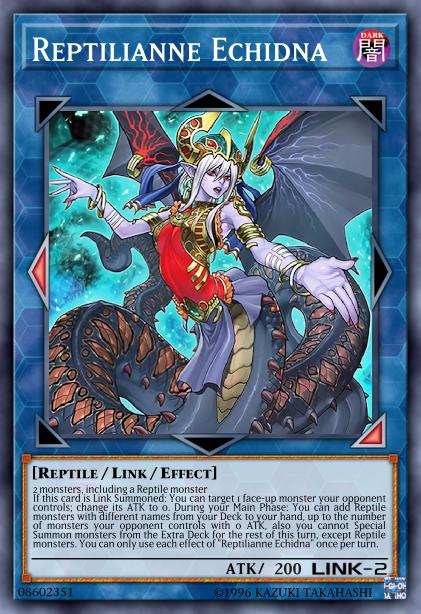 REPTILIANNE ECHIDNA
DARK
闇
[REPTILE / LINK / EFFECT]
2 monsters, including a Reptile monster
If this card is Link Summoned: You can target 1 face-up monster your opponent
controls; change its ATK to 0. During your Main Phase: You can add Reptile
monsters with different names from your Deck to your hand, up to the number
of monsters your opponent controls with 0 ATK, also you cannot Special
Summon monsters from the Extra Deck for the rest of this turn, except Reptile
monsters. You can only use each effect of "Reptilianne Echidna" once per turn.
ATK/ 200 LINK-2
08602351 ©1996 KAZUKI TAKAHASHI